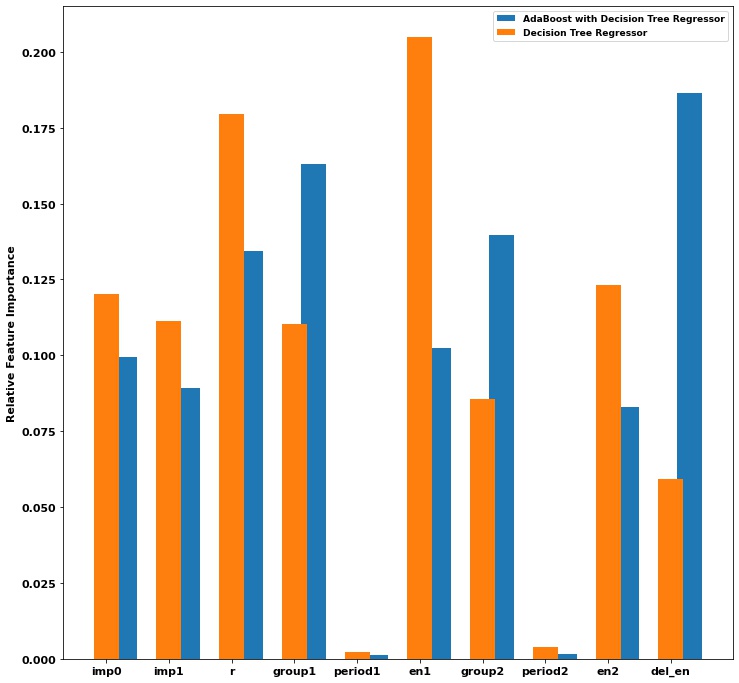 AdaBoost with Decision Tree Regressor
Decision Tree Regressor
Relative Feature Importance
0.200
0.175
0.150
0.125
0.100
0.075
0.050
0.025
0.000
imp0 imp1 r group1 period1 en1 group2 period2 en2 del_en